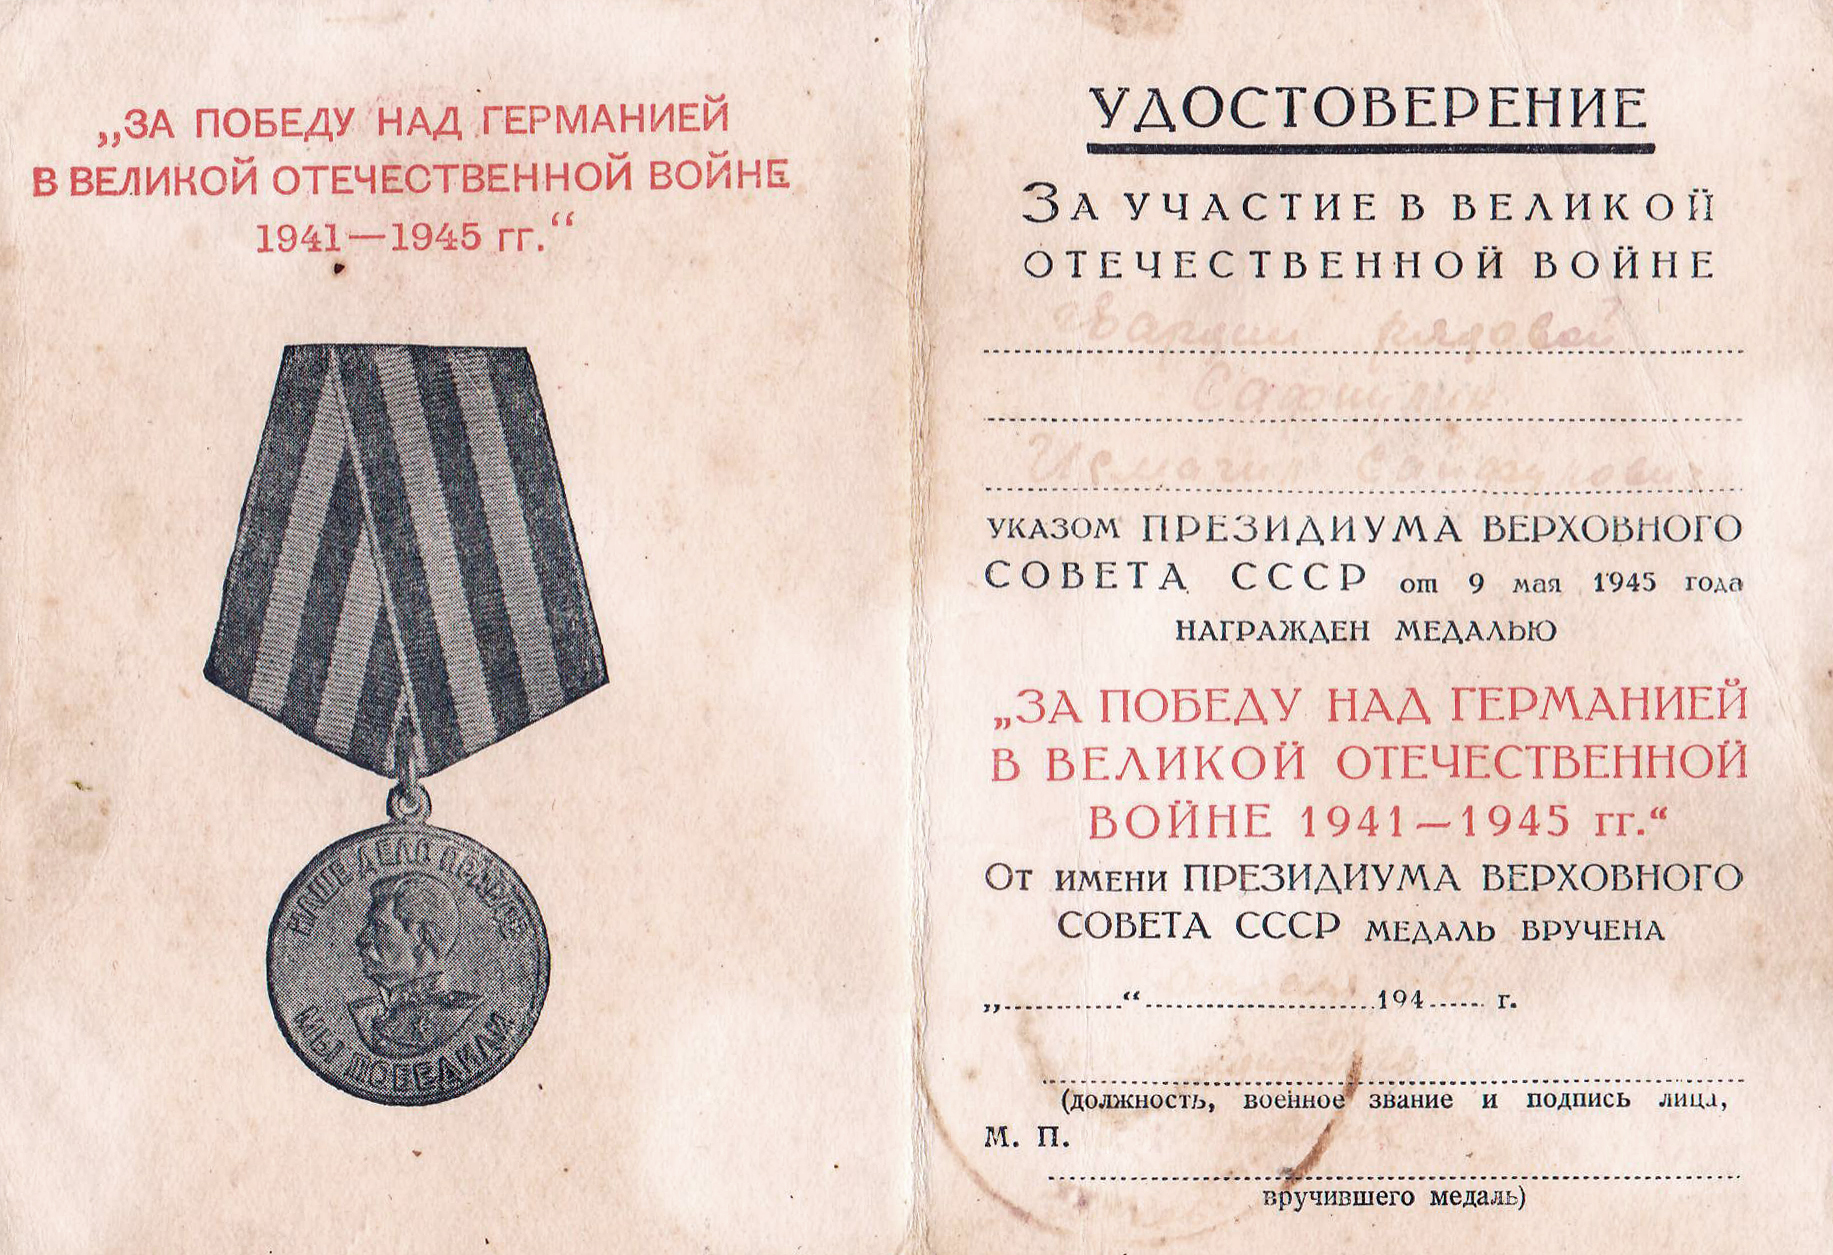 „ЗА ПОБЕДУ НАД ГЕРМАНИЕЙ
В ВЕЛИКОЙ ОТЕЧЕСТВЕННОЙ ВОЙНЕ
1941—1945 гг.“
НАШЕ ДЕЛО ПРАВОЕ
МЫ ПОБЕДИЛИ
УДОСТОВЕРЕНИЕ
ЗА УЧАСТИЕ В ВЕЛИКОЙ
ОТЕЧЕСТВЕННОЙ ВОЙНЕ
гвардии рядовой
УКАЗОМ ПРЕЗИДИУМА ВЕРХОВНОГО
СОВЕТА СССР от 9 мая 1945 года
НАГРАЖДЕН МЕДАЛЬЮ
„ЗА ПОБЕДУ НАД ГЕРМАНИЕЙ
В ВЕЛИКОЙ ОТЕЧЕСТВЕННОЙ
ВОЙНЕ 1941—1945 гг.“
ОТ ИМЕНИ ПРЕЗИДИУМА ВЕРХОВНОГО
СОВЕТА СССР МЕДАЛЬ ВРУЧЕНА
„............“........................194...... г.
(должность, военное звание и подпись лица,
М. П.
вручившего медаль)